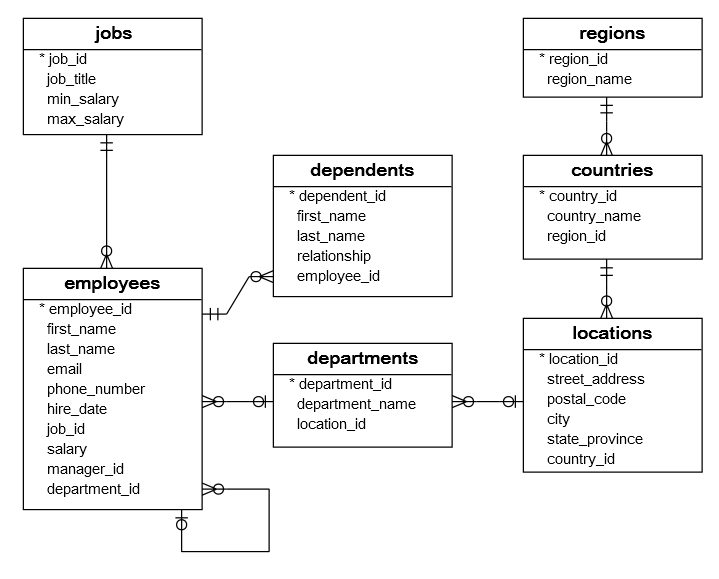 jobs
* job_id
job_title
min_salary
max_salary
regions
* region_id
region_name
dependents
* dependent_id
first_name
last_name
relationship
employee_id
countries
* country_id
country_name
region_id
employees
* employee_id
first_name
last_name
email
phone_number
hire_date
job_id
salary
manager_id
department_id
departments
* department_id
department_name
location_id
locations
* location_id
street_address
postal_code
city
state_province
country_id